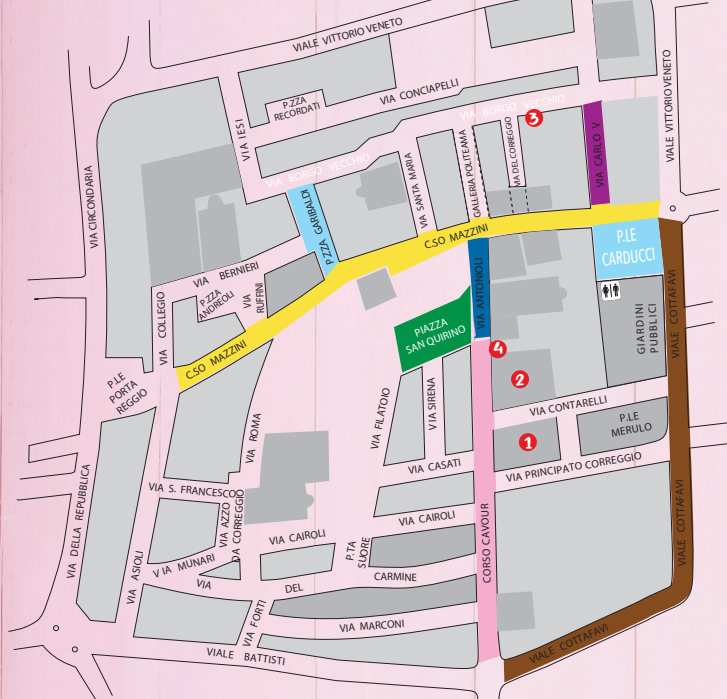 VIALE VITTORIO VENETO
P.ZZA
RECORDATI
VIA CONCIAPELLI
VIA BORGO VECCHIO
3
VIA IESI
VIA BORGO VECCHIO
VIA SANTA MARIA
GALLERIA POLITEAMA
VIA DEL CORREGGIO
VIA CARLO V
VIALE VITTORIO VENETO
VIA CIRCONDARIA
P.ZZA GARIBALDI
C.SO MAZZINI
P.LE
CARDUCCI
VIA BERNIERI
P.ZZA
ANDREOLI
VIA
RUFFINI
VIA ANTONIOLI
VIA COLLEGIO
PIAZZA
SAN QUIRINO
GIARDINI
PUBBLICI
VIALE COTTAFAVI
C.SO MAZZINI
4
2
P.LE
PORTA
REGGIO
VIA FILATOIO
VIA SIRENA
VIA CONTARELLI
P.LE
MERULO
1
VIA ROMA
VIA CASATI
VIA PRINCIPATO CORREGGIO
VIA DELLA REPUBBLICA
VIA S. FRANCESCO
VIA AZZO
DA CORREGGIO
VIA CAIROLI
VIA CAIROLI
P.TA
SUORE
CORSO CAVOUR
VIALE COTTAFAVI
VIA MUNARI
VIA ASIOLI
VIA
DEL
CARMINE
VIA FORTI
VIA MARCONI
VIALE BATTISTI
VIALE COTTAFAVI